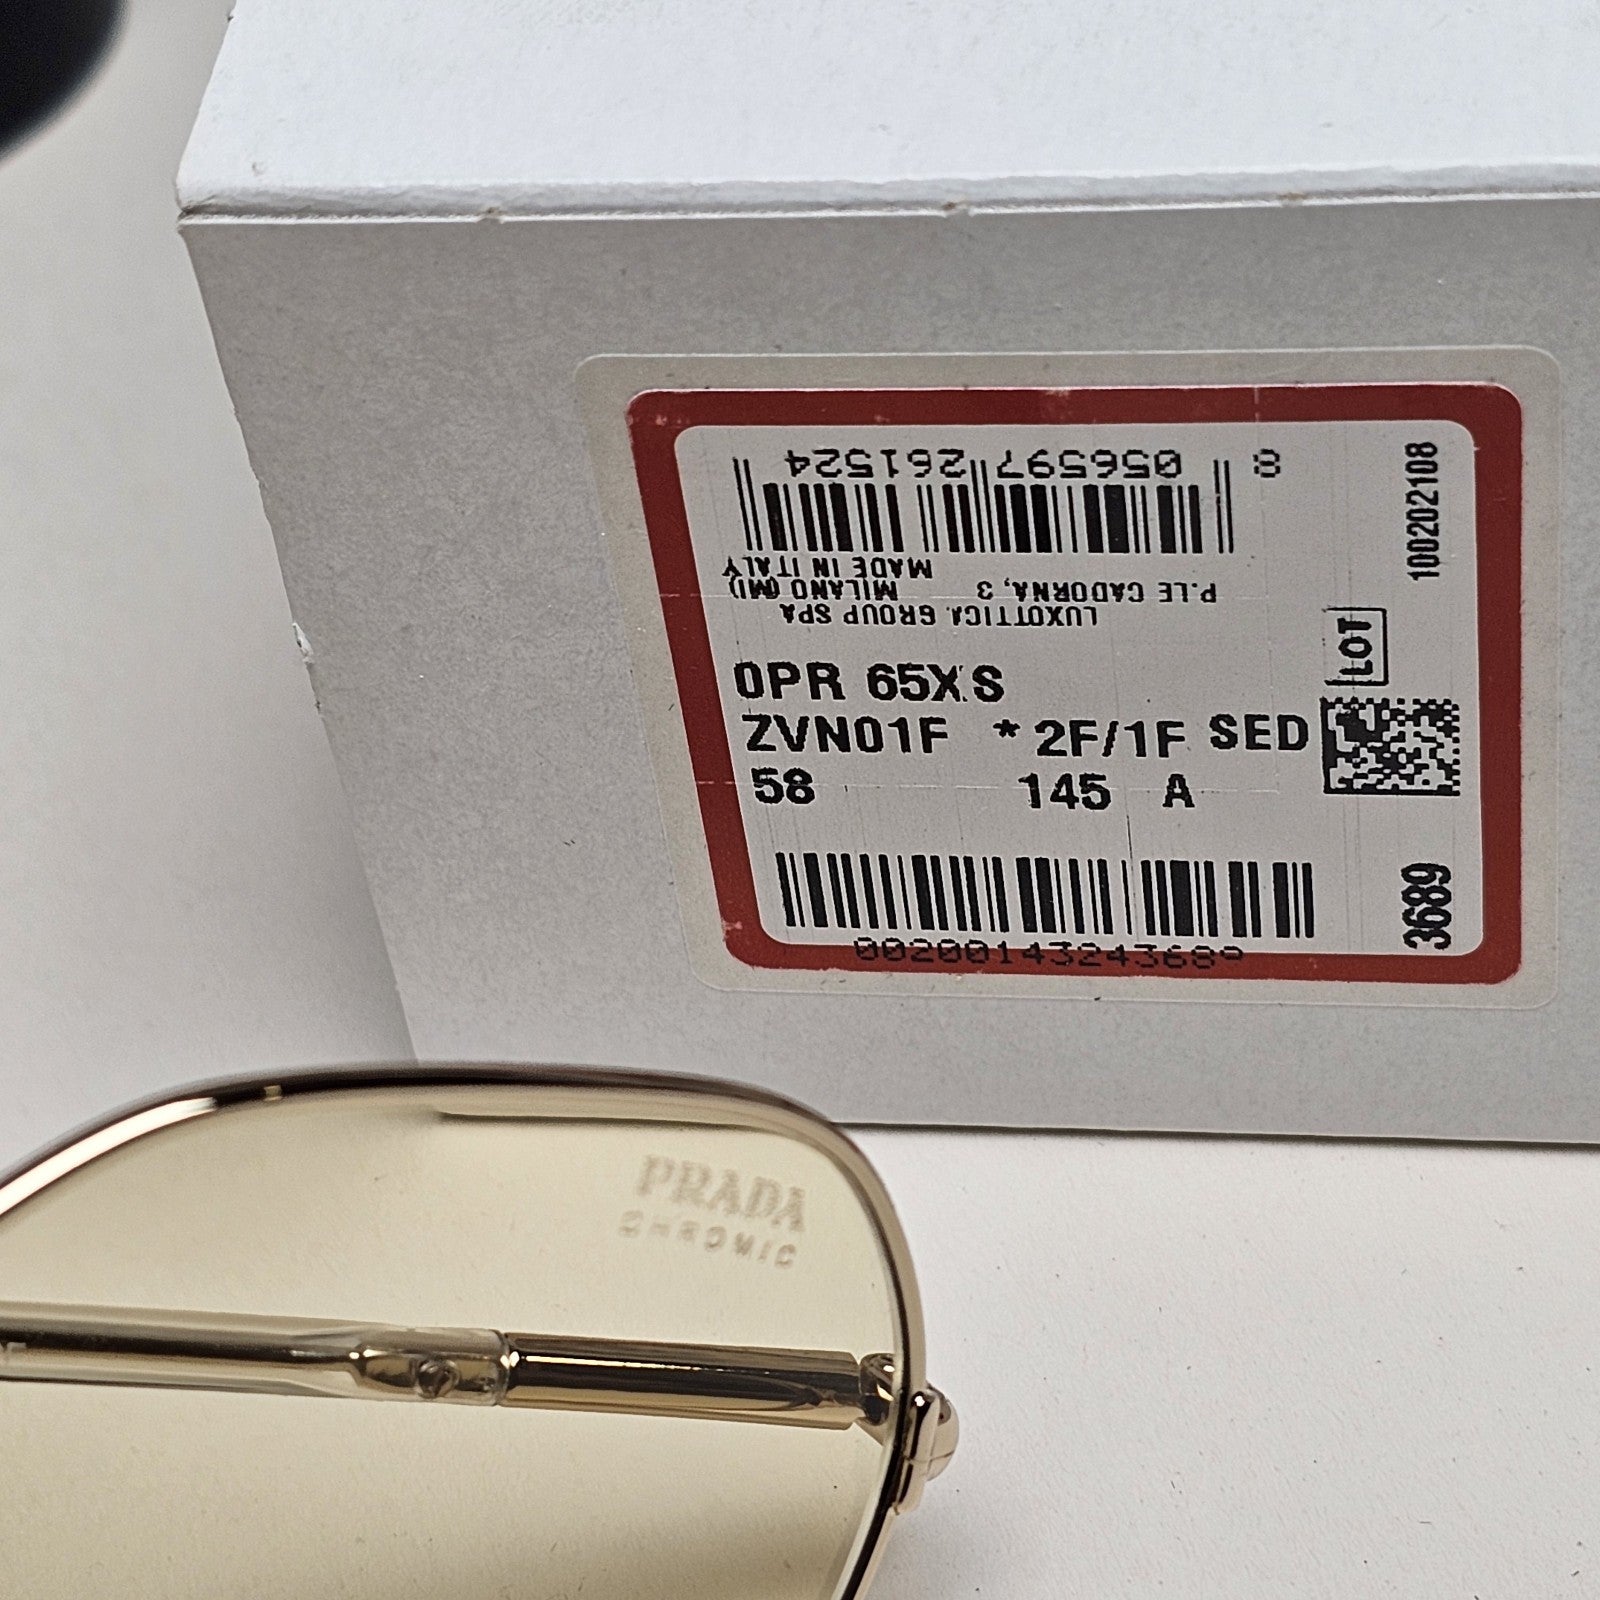 8 056597 261524
LUXOTTICA GROUP SPA
P.LE CADORNA, 3 MILANO (MI)
MADE IN ITALY
0PR 65XS
ZVN01F * 2F/1F SED
58 145 A
00200143243689
100202108
LOT
3689
PRADA
CHROMIC